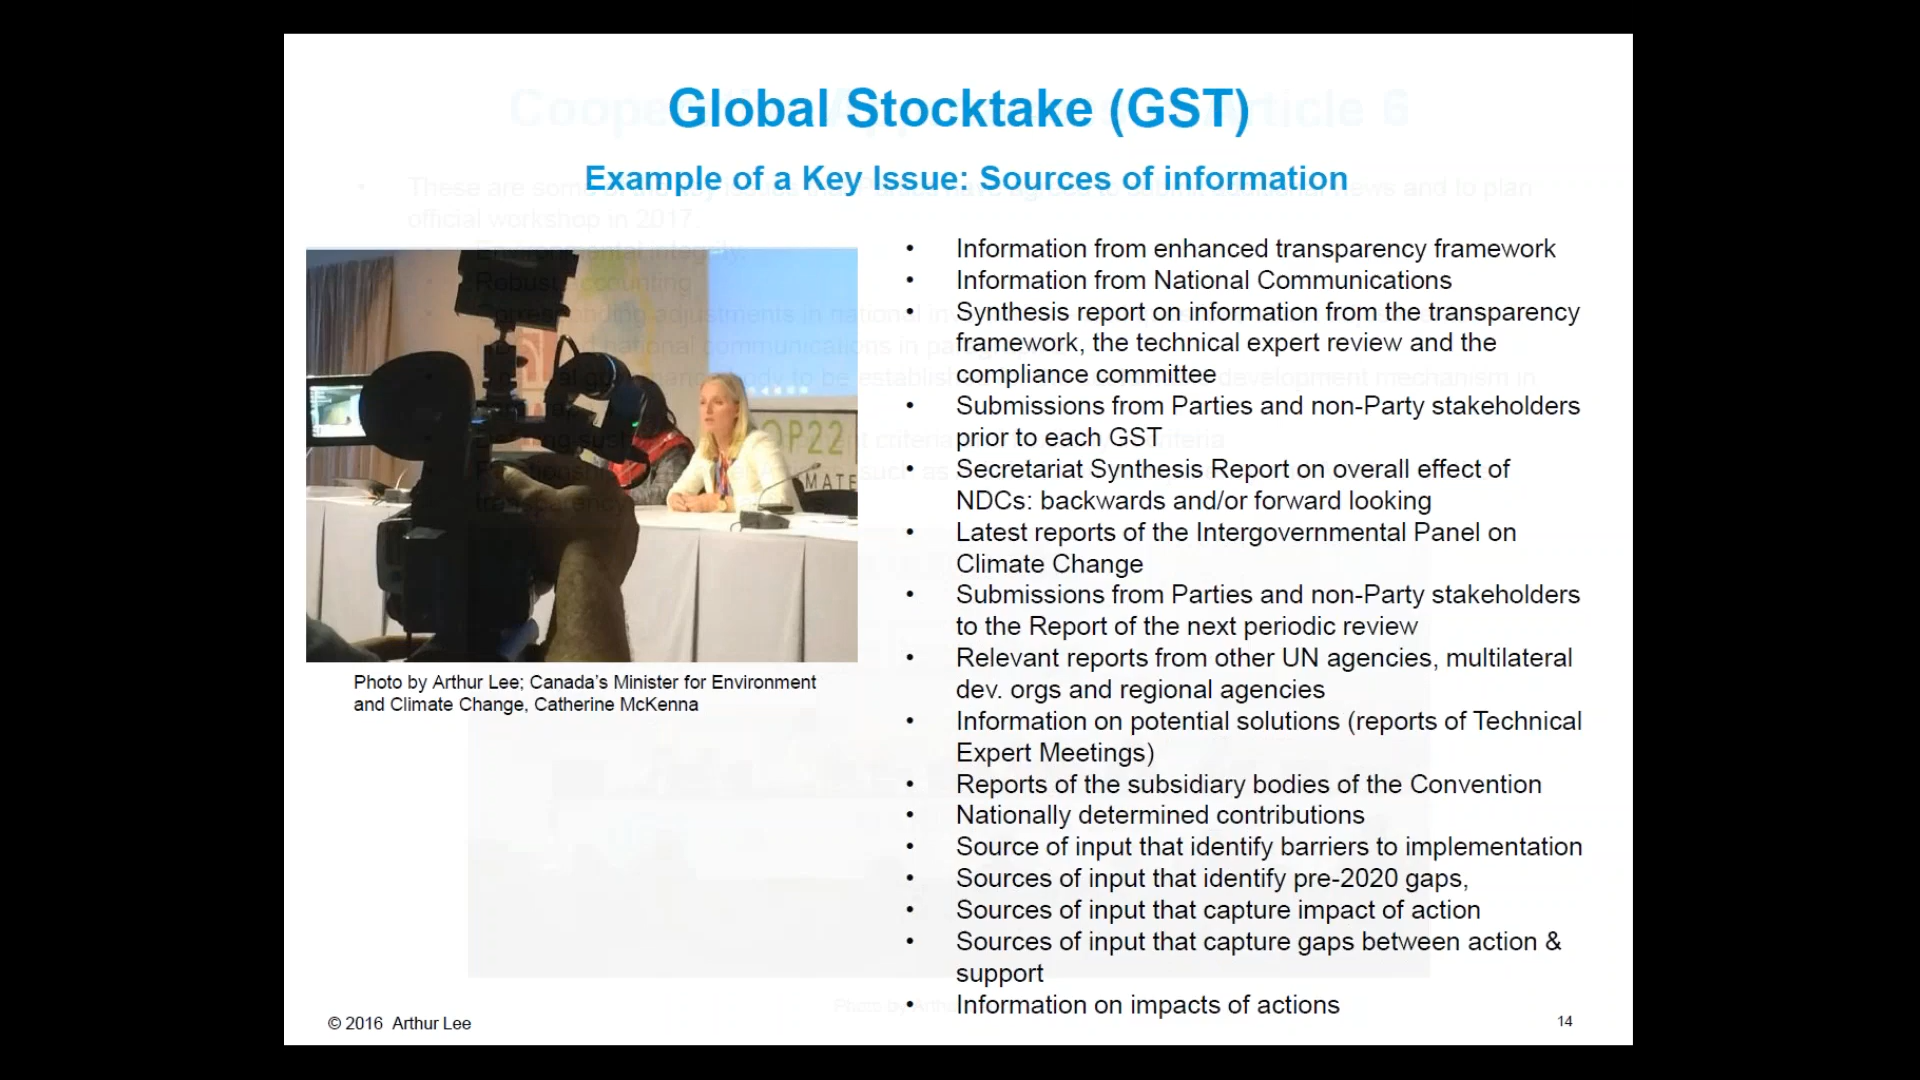 Global Stocktake (GST)
Example of a Key Issue: Sources of information
• Information from enhanced transparency framework
• Information from National Communications
• Synthesis report on information from the transparency
framework, the technical expert review and the
compliance committee
• Submissions from Parties and non-Party stakeholders
prior to each GST
• Secretariat Synthesis Report on overall effect of
NDCs: backwards and/or forward looking
• Latest reports of the Intergovernmental Panel on
Climate Change
• Submissions from Parties and non-Party stakeholders
to the Report of the next periodic review
• Relevant reports from other UN agencies, multilateral
dev. orgs and regional agencies
• Information on potential solutions (reports of Technical
Expert Meetings)
• Reports of the subsidiary bodies of the Convention
• Nationally determined contributions
• Source of input that identify barriers to implementation
• Sources of input that identify pre-2020 gaps,
• Sources of input that capture impact of action
• Sources of input that capture gaps between action &
support
• Information on impacts of actions
OP22
MATE
Photo by Arthur Lee; Canada's Minister for Environment
and Climate Change, Catherine McKenna
© 2016 Arthur Lee
14
official workshop in 2017.